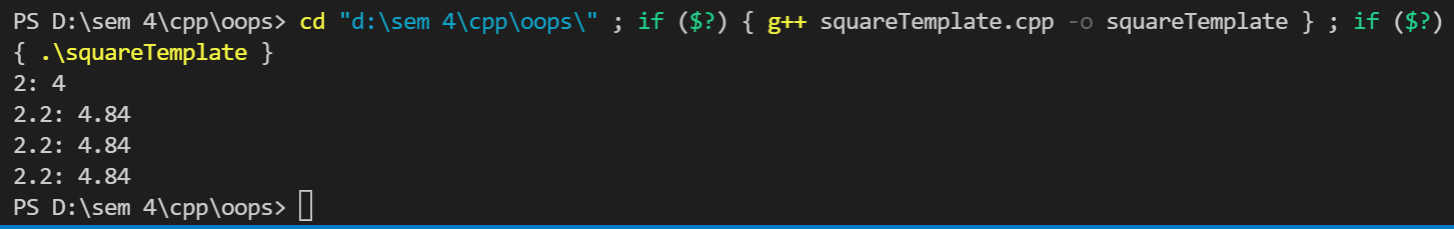 PS D:\sem 4\cpp\oops> cd "d:\sem 4\cpp\oops\" ; if ($?) { g++ squareTemplate.cpp -o squareTemplate } ; if ($?)
{ .\squareTemplate }
2: 4
2.2: 4.84
2.2: 4.84
2.2: 4.84
PS D:\sem 4\cpp\oops>